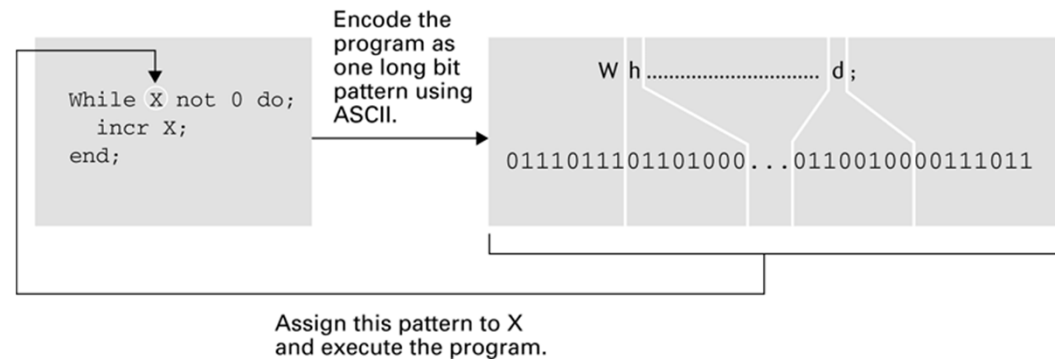 Encode the
program as
one long bit
pattern using
ASCII.
While X not 0 do;
incr X;
end;
W h.............................. d;
0111011101101000...0110010000111011
Assign this pattern to X
and execute the program.